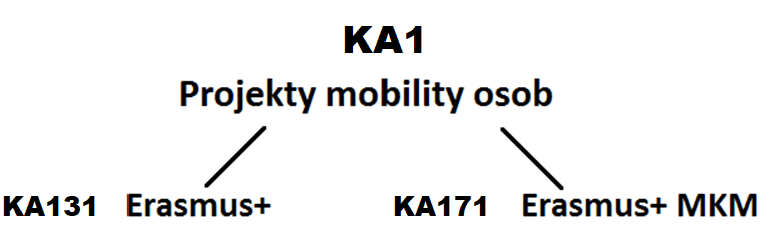 KA1
Projekty mobility osob
KA131 Erasmus+ KA171 Erasmus+ MKM